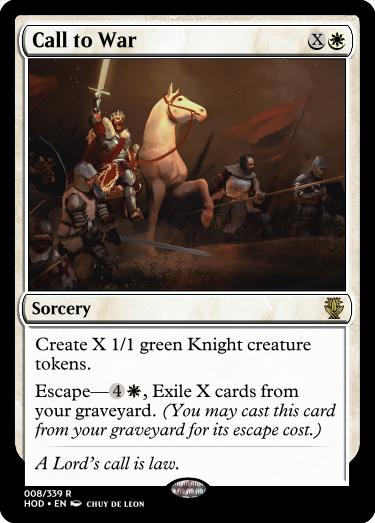 Call to War X
Sorcery
Create X 1/1 green Knight creature
tokens.
Escape—4, Exile X cards from
your graveyard. (You may cast this card
from your graveyard for its escape cost.)
A Lord's call is law.
008/339 R
HOD • EN CHUY DE LEON